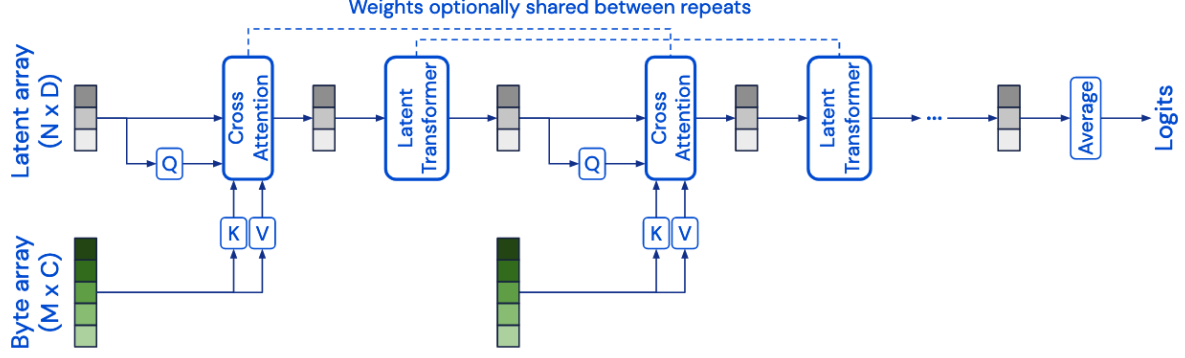 Weights optionally shared between repeats
Latent array
(N x D)
Q
Cross
Attention
Latent
Transformer
Q
Cross
Attention
Latent
Transformer
...
Average
Logits
Byte array
(M x C)
K
V
K
V